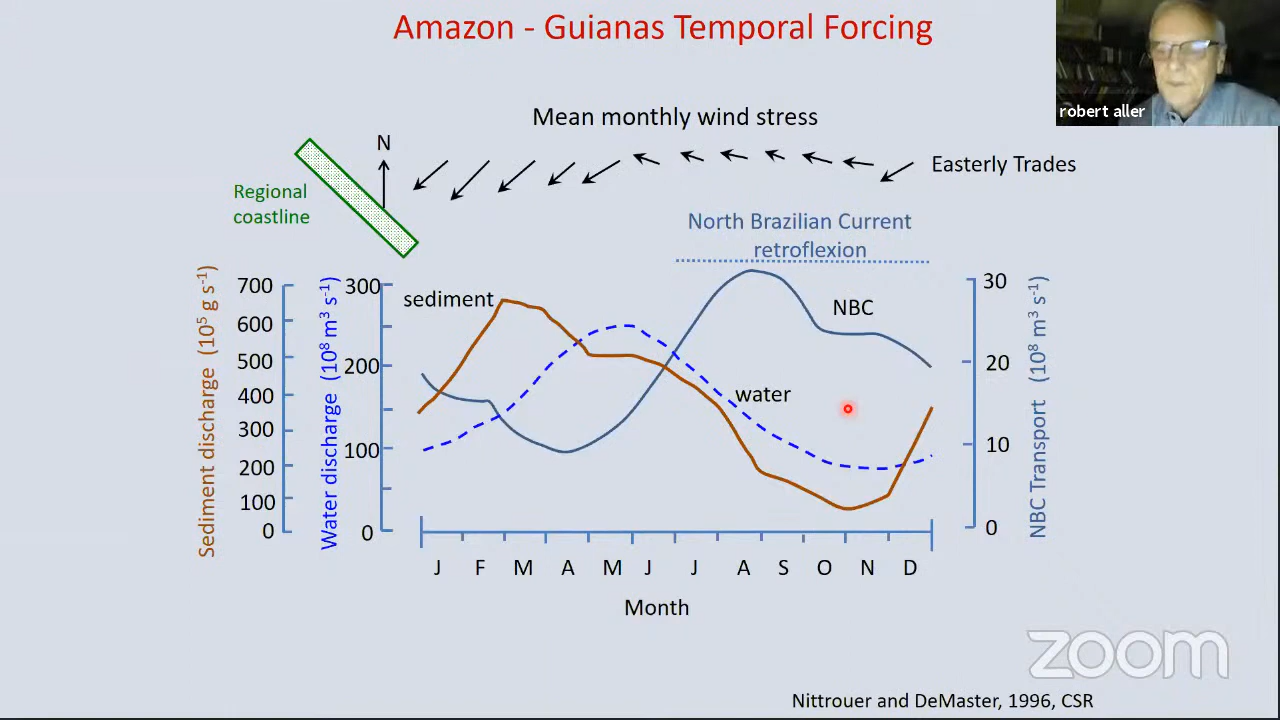 Amazon - Guianas Temporal Forcing
robert aller
Mean monthly wind stress
N
Easterly Trades
Regional
coastline
North Brazilian Current
retroflexion
Sediment discharge (10⁵ g s⁻¹)
700
600
500
400
300
200
100
0
Water discharge (10⁸ m³ s⁻¹)
300
200
100
0
sediment
NBC
water
30
20
10
0
NBC Transport (10⁸ m³ s⁻¹)
J F M A M J J A S O N D
Month
zoom
Nittrouer and DeMaster, 1996, CSR